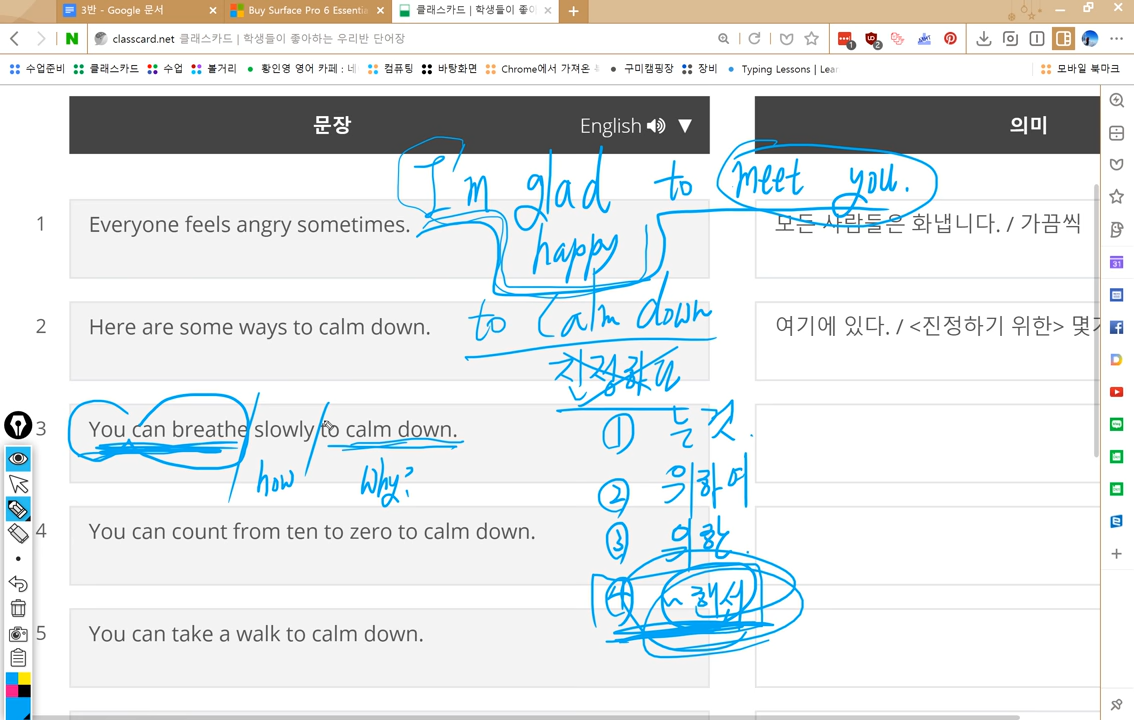 3반 - Google 문서
Buy Surface Pro 6 Essentia
클래스카드 | 학생들이 좋아
classcard.net 클래스카드 | 학생들이 좋아하는 우리반 단어장
수업준비 클래스카드 수업 볼거리 황인영 영어 카페 : 네 컴퓨팅 바탕화면 Chrome에서 가져온 구미캠핑장 장비 Typing Lessons | Lear 모바일 북마크
문장 English 의미
I'm glad to meet you.
1 Everyone feels angry sometimes. 모든 사람들은 화냅니다. / 가끔씩
happy
to Calm down
2 Here are some ways to calm down. 여기에 있다. / <진정하기 위한> 몇가
진정하다
3 You can breathe slowly to calm down.
① 는 것.
how why?
② 위하여
4 You can count from ten to zero to calm down.
③ 위한.
④ ~ 해서
5 You can take a walk to calm down.